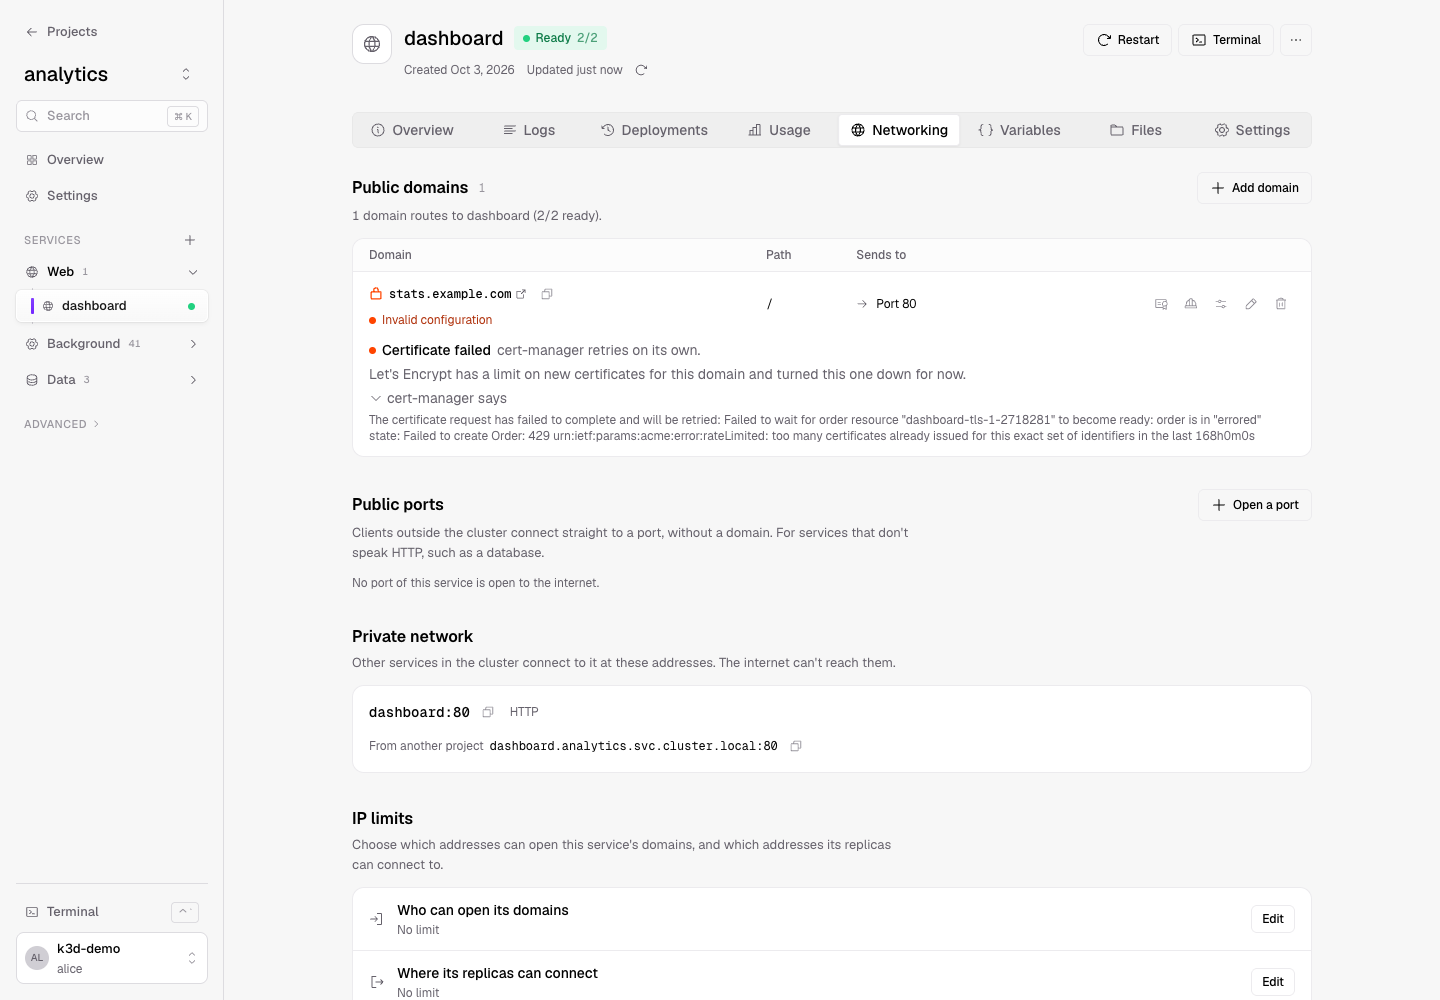 Projects
analytics
Search
⌘ K
Overview
Settings
SERVICES
Web 1
dashboard
Background 41
Data 3
ADVANCED
Terminal
^ `
AL
k3d-demo
alice
dashboard
Ready 2/2
Created Oct 3, 2026 Updated just now
Restart
Terminal
Overview
Logs
Deployments
Usage
Networking
Variables
Files
Settings
Public domains 1
Add domain
1 domain routes to dashboard (2/2 ready).
Domain Path Sends to
stats.example.com
/
Port 80
Invalid configuration
Certificate failed cert-manager retries on its own.
Let's Encrypt has a limit on new certificates for this domain and turned this one down for now.
cert-manager says
The certificate request has failed to complete and will be retried: Failed to wait for order resource "dashboard-tls-1-2718281" to become ready: order is in "errored"
state: Failed to create Order: 429 urn:ietf:params:acme:error:rateLimited: too many certificates already issued for this exact set of identifiers in the last 168h0m0s
Public ports
Open a port
Clients outside the cluster connect straight to a port, without a domain. For services that don't
speak HTTP, such as a database.
No port of this service is open to the internet.
Private network
Other services in the cluster connect to it at these addresses. The internet can't reach them.
dashboard:80 HTTP
From another project dashboard.analytics.svc.cluster.local:80
IP limits
Choose which addresses can open this service's domains, and which addresses its replicas
can connect to.
Who can open its domains
No limit
Edit
Where its replicas can connect
No limit
Edit